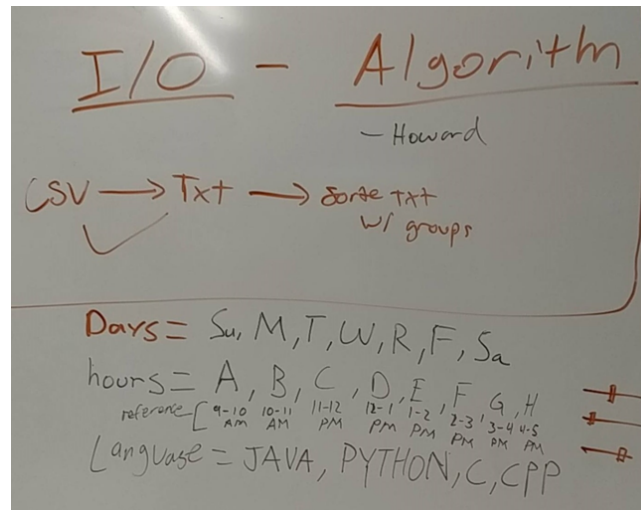 I/O - Algorithm
- Howard
CSV → Txt → Sorte txt
w/ groups
Days = Su, M, T, W, R, F, Sa
hours = A, B, C, D, E, F, G, H
reference [ 9-10 AM 10-11 AM 11-12 PM 12-1 PM 1-2 PM 2-3 PM 3-4 PM 4-5 PM
Language = JAVA, PYTHON, C, CPP